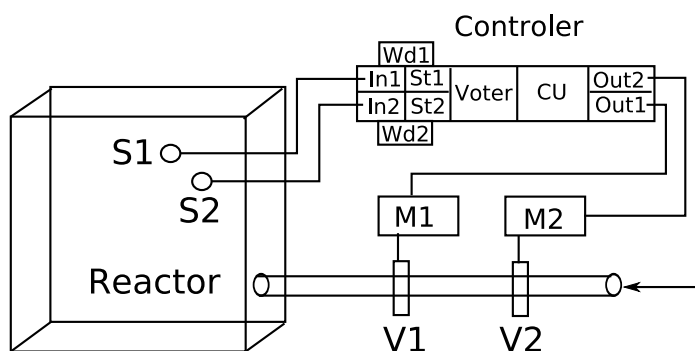 Controler
Wd1
In1 St1 Voter CU Out2
In2 St2 Out1
Wd2
S1
S2
M1 M2
Reactor
V1 V2